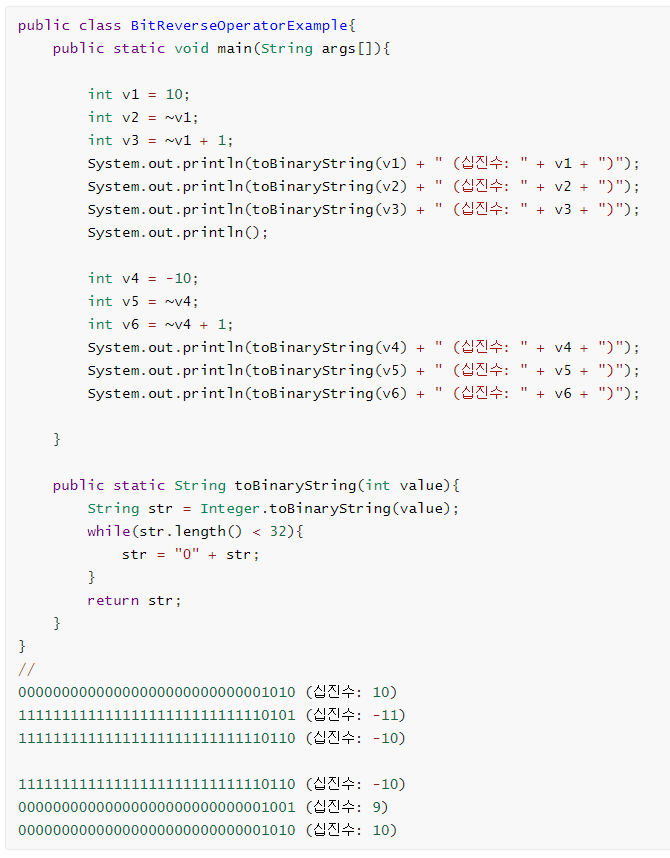 public class BitReverseOperatorExample{
    public static void main(String args[]){

        int v1 = 10;
        int v2 = ~v1;
        int v3 = ~v1 + 1;
        System.out.println(toBinaryString(v1) + " (십진수: " + v1 + ")");
        System.out.println(toBinaryString(v2) + " (십진수: " + v2 + ")");
        System.out.println(toBinaryString(v3) + " (십진수: " + v3 + ")");
        System.out.println();

        int v4 = -10;
        int v5 = ~v4;
        int v6 = ~v4 + 1;
        System.out.println(toBinaryString(v4) + " (십진수: " + v4 + ")");
        System.out.println(toBinaryString(v5) + " (십진수: " + v5 + ")");
        System.out.println(toBinaryString(v6) + " (십진수: " + v6 + ")");

    }

    public static String toBinaryString(int value){
        String str = Integer.toBinaryString(value);
        while(str.length() < 32){
            str = "0" + str;
        }
        return str;
    }
}
//
00000000000000000000000000001010 (십진수: 10)
11111111111111111111111111110101 (십진수: -11)
11111111111111111111111111110110 (십진수: -10)

11111111111111111111111111110110 (십진수: -10)
00000000000000000000000000001001 (십진수: 9)
00000000000000000000000000001010 (십진수: 10)